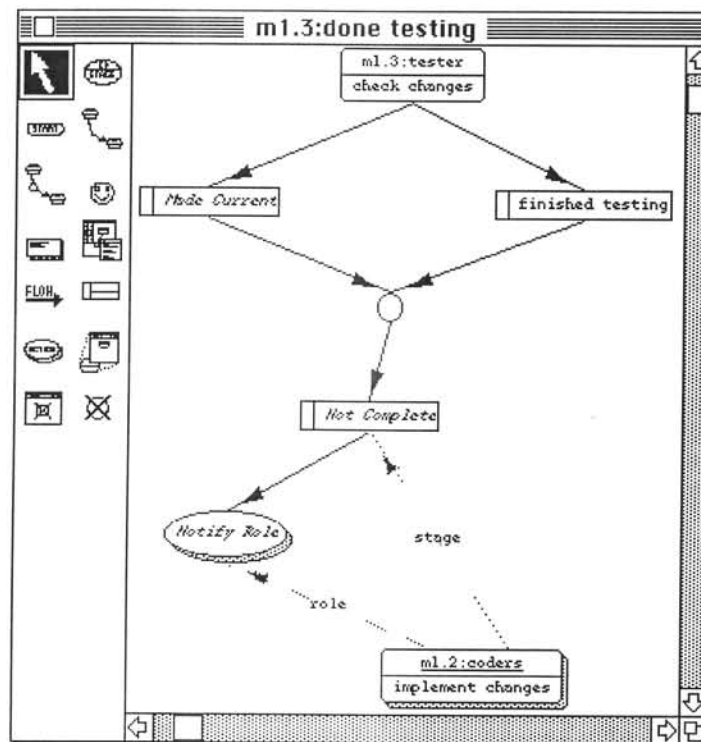 m1.3:done testing
START
FLOW
m1.3:tester
check changes
Made Current
finished testing
Not Complete
Notify Role
stage
role
m1.2:coders
implement changes